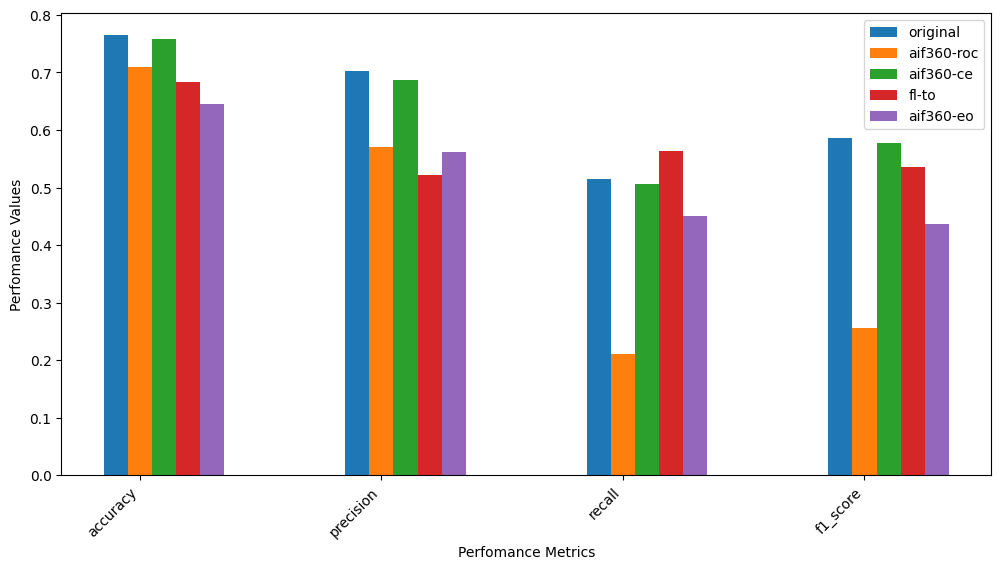 0.8
0.7
0.6
0.5
0.4
0.3
0.2
0.1
0.0
Perfomance Values
original
aif360-roc
aif360-ce
fl-to
aif360-eo
accuracy
precision
recall
f1_score
Perfomance Metrics